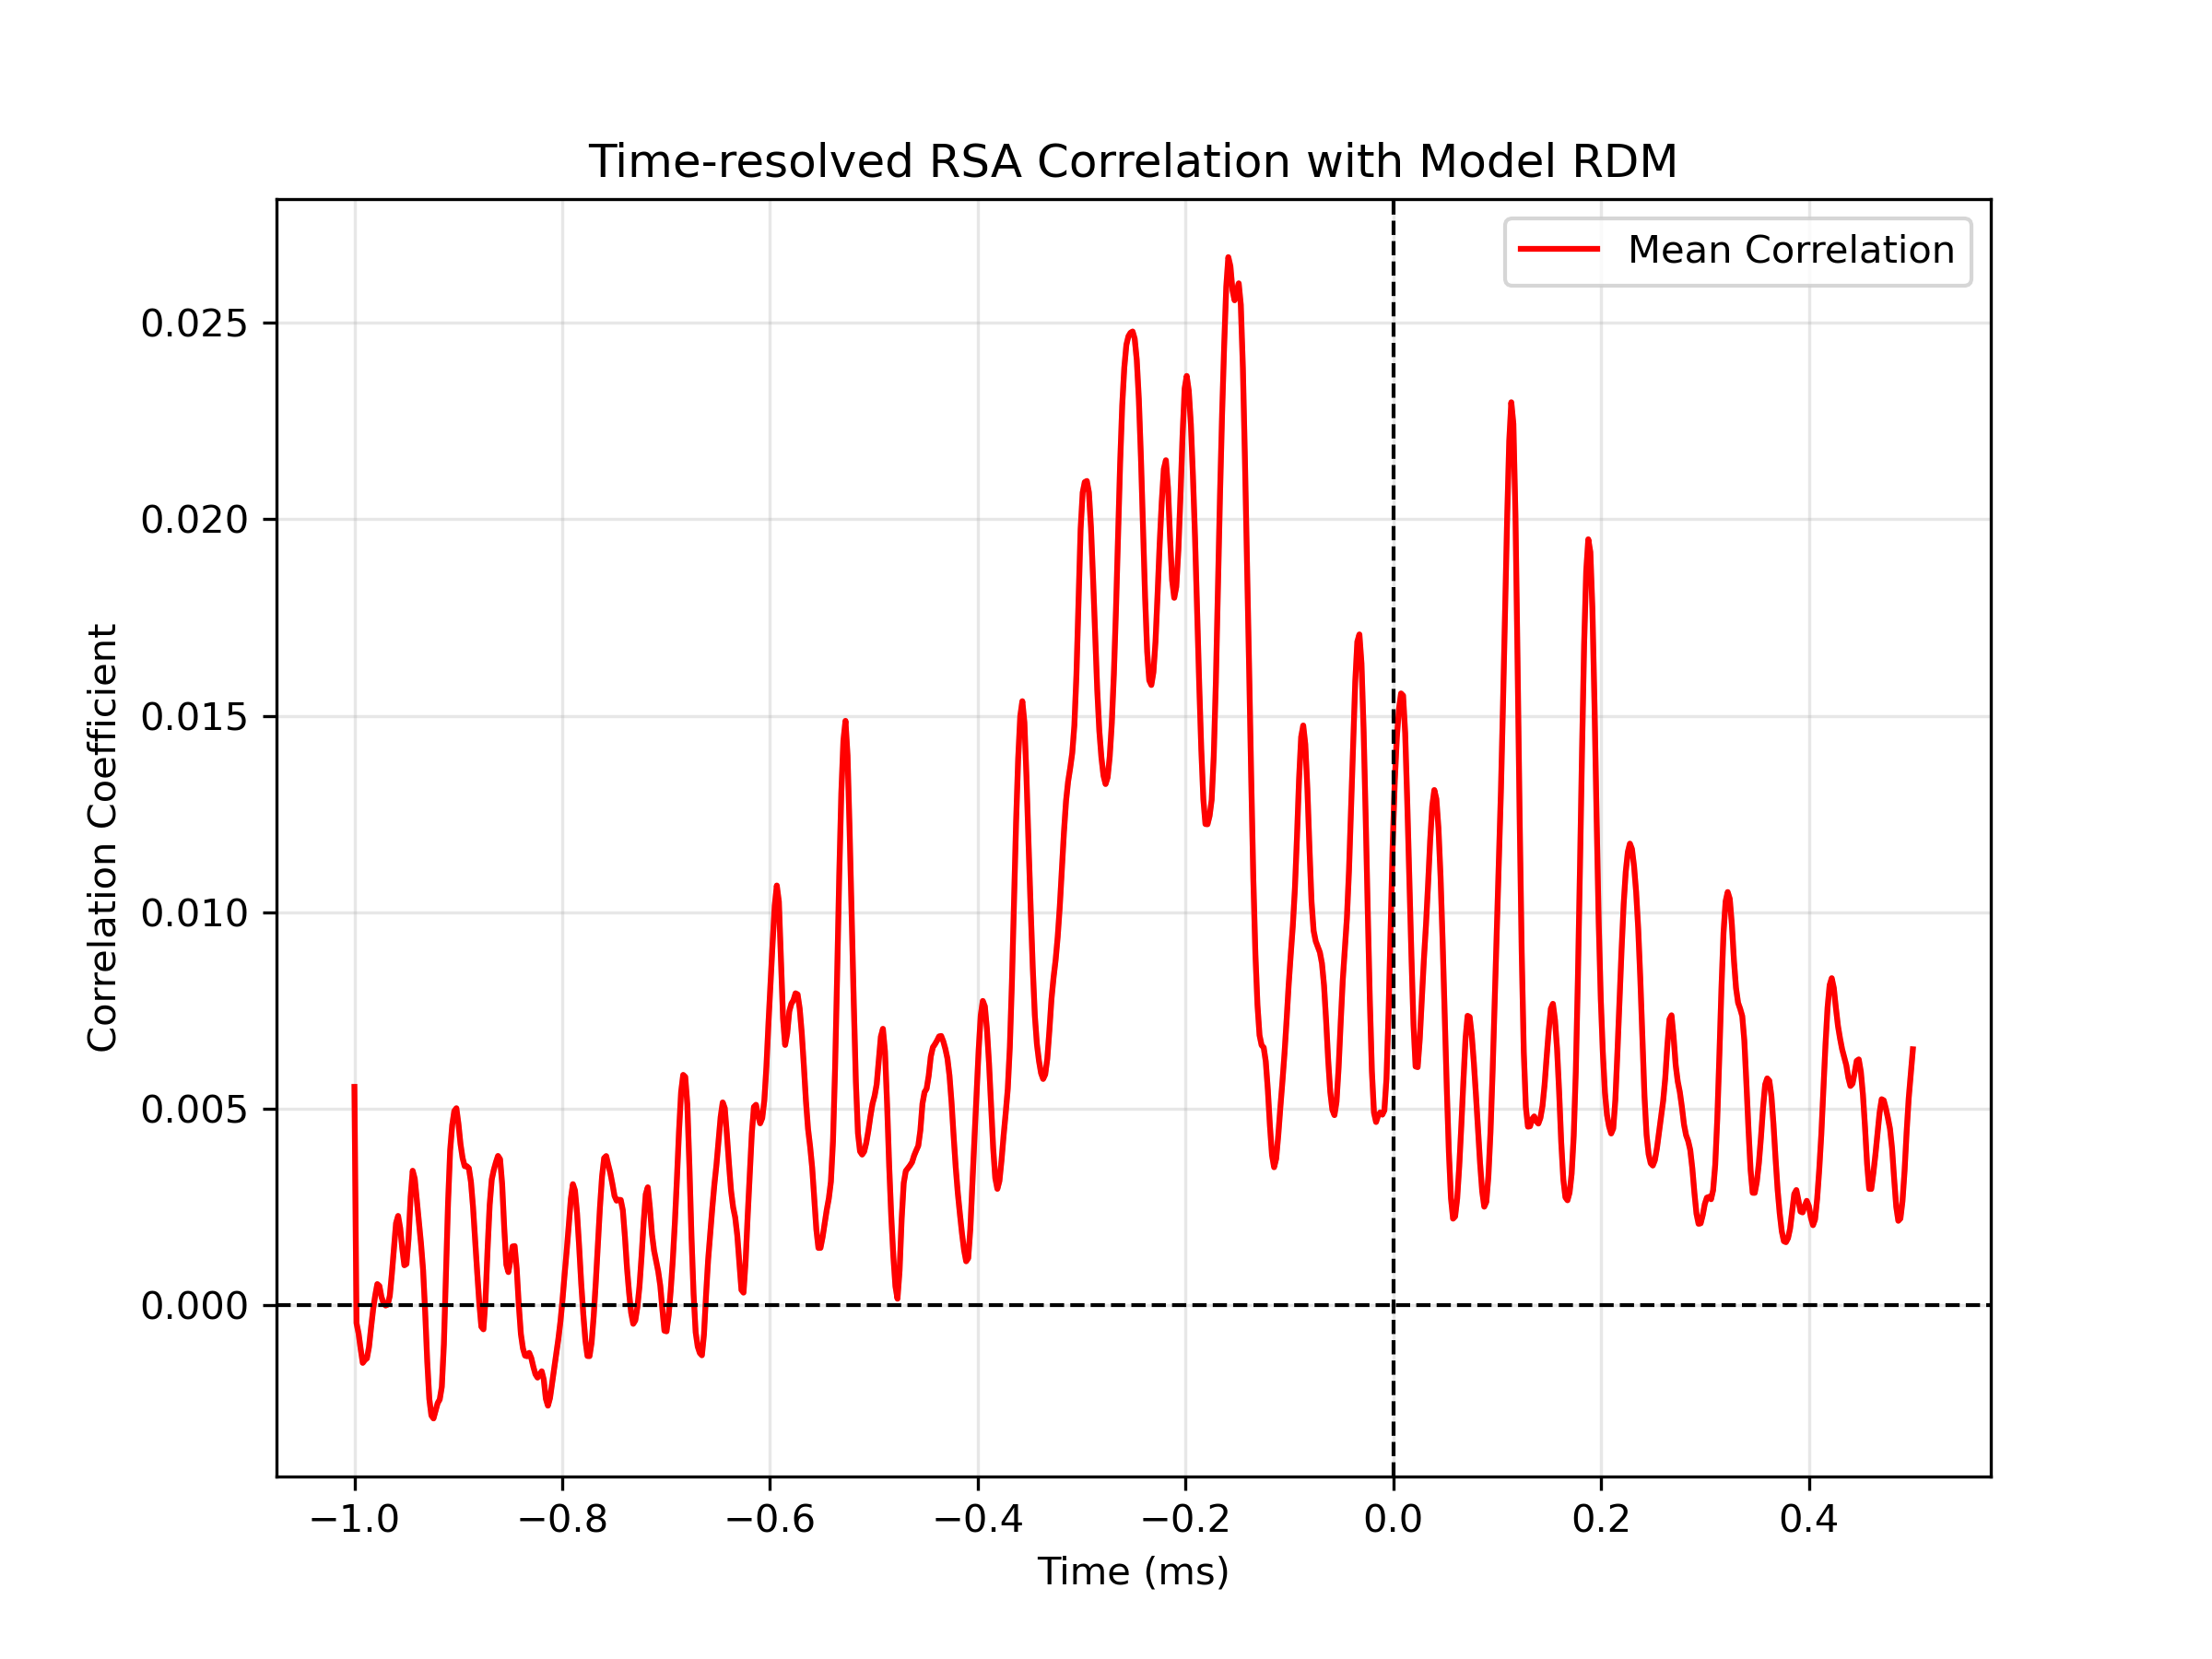 Time-resolved RSA Correlation with Model RDM
Mean Correlation
Correlation Coefficient
0.025
0.020
0.015
0.010
0.005
0.000
−1.0 −0.8 −0.6 −0.4 −0.2 0.0 0.2 0.4
Time (ms)